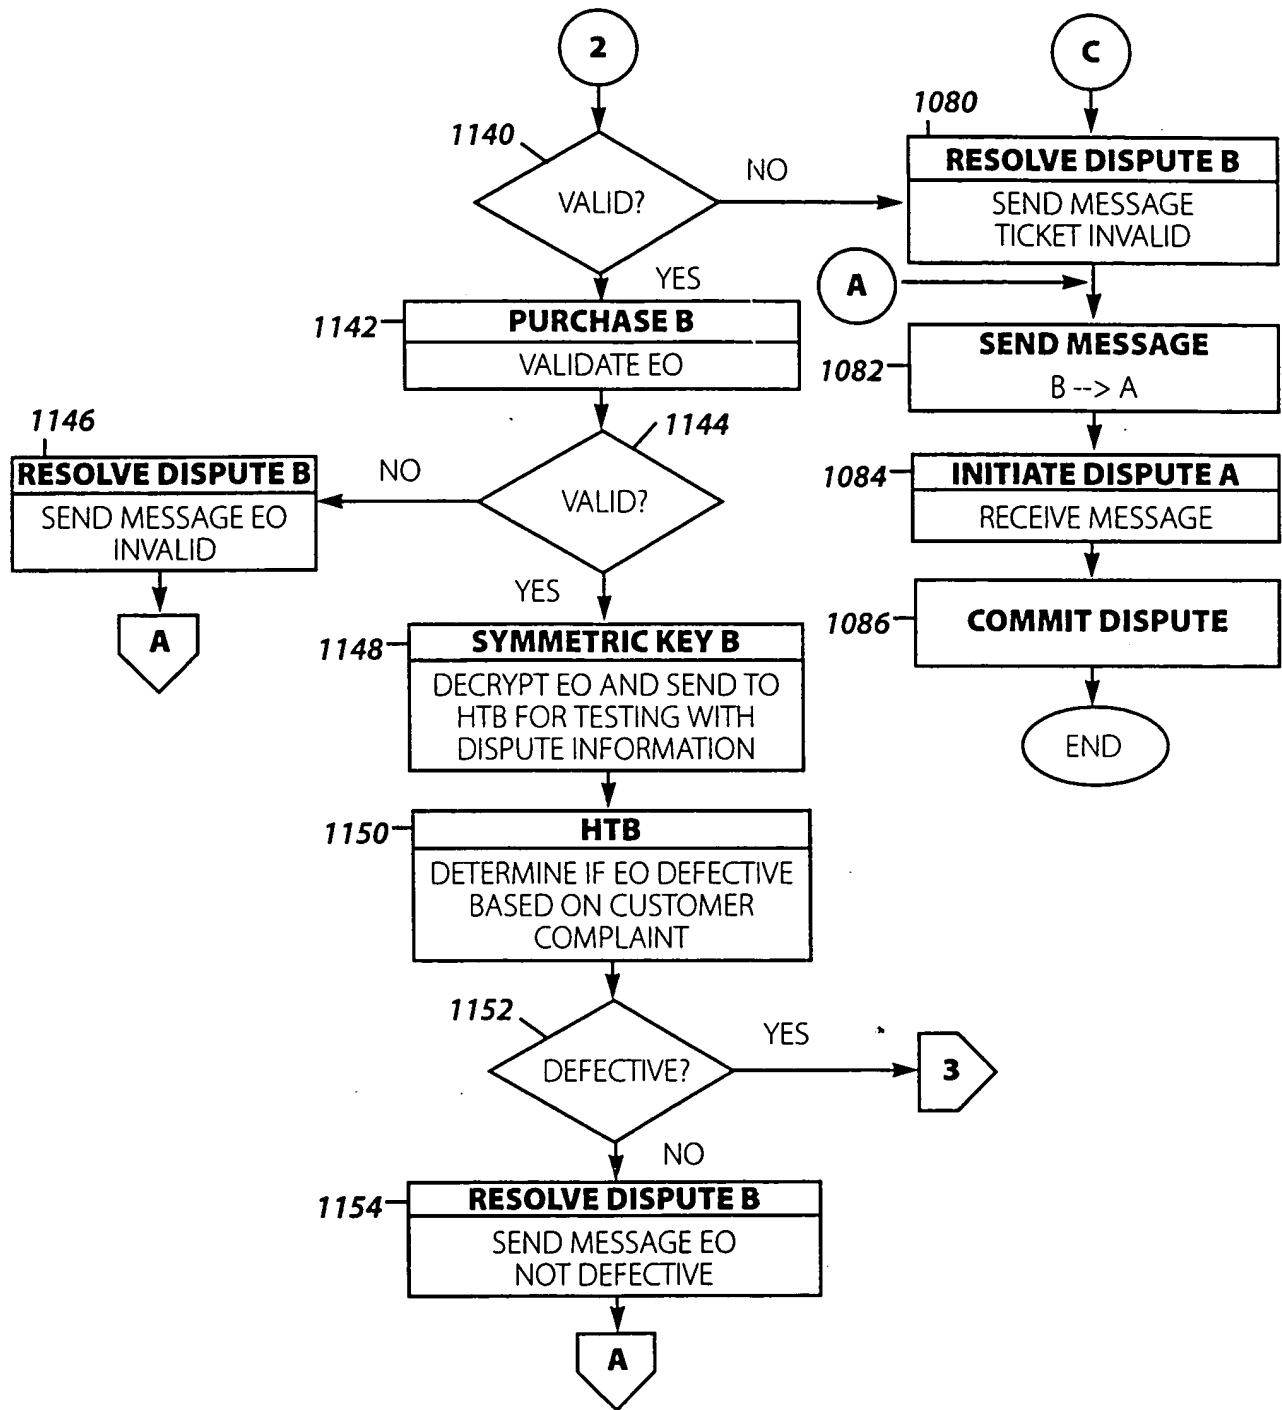 2
C
1140
VALID?
NO
1080
RESOLVE DISPUTE B
SEND MESSAGE
TICKET INVALID
YES
A
1142
PURCHASE B
VALIDATE EO
1082
SEND MESSAGE
B --> A
1146
RESOLVE DISPUTE B
SEND MESSAGE EO
INVALID
A
NO
1144
VALID?
YES
1084
INITIATE DISPUTE A
RECEIVE MESSAGE
1086
COMMIT DISPUTE
END
1148
SYMMETRIC KEY B
DECRYPT EO AND SEND TO
HTB FOR TESTING WITH
DISPUTE INFORMATION
1150
HTB
DETERMINE IF EO DEFECTIVE
BASED ON CUSTOMER
COMPLAINT
1152
DEFECTIVE?
YES
3
NO
1154
RESOLVE DISPUTE B
SEND MESSAGE EO
NOT DEFECTIVE
A